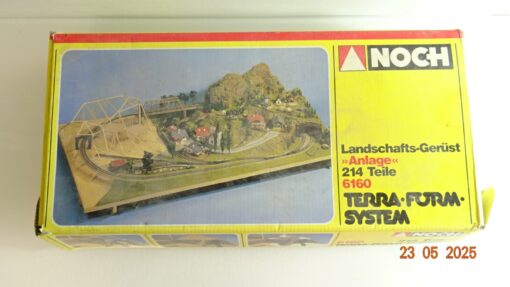 NOCH
Landschafts-Gerüst
»Anlage«
214 Teile
6160
TERRA·FORM·
SYSTEM
23 05 2025